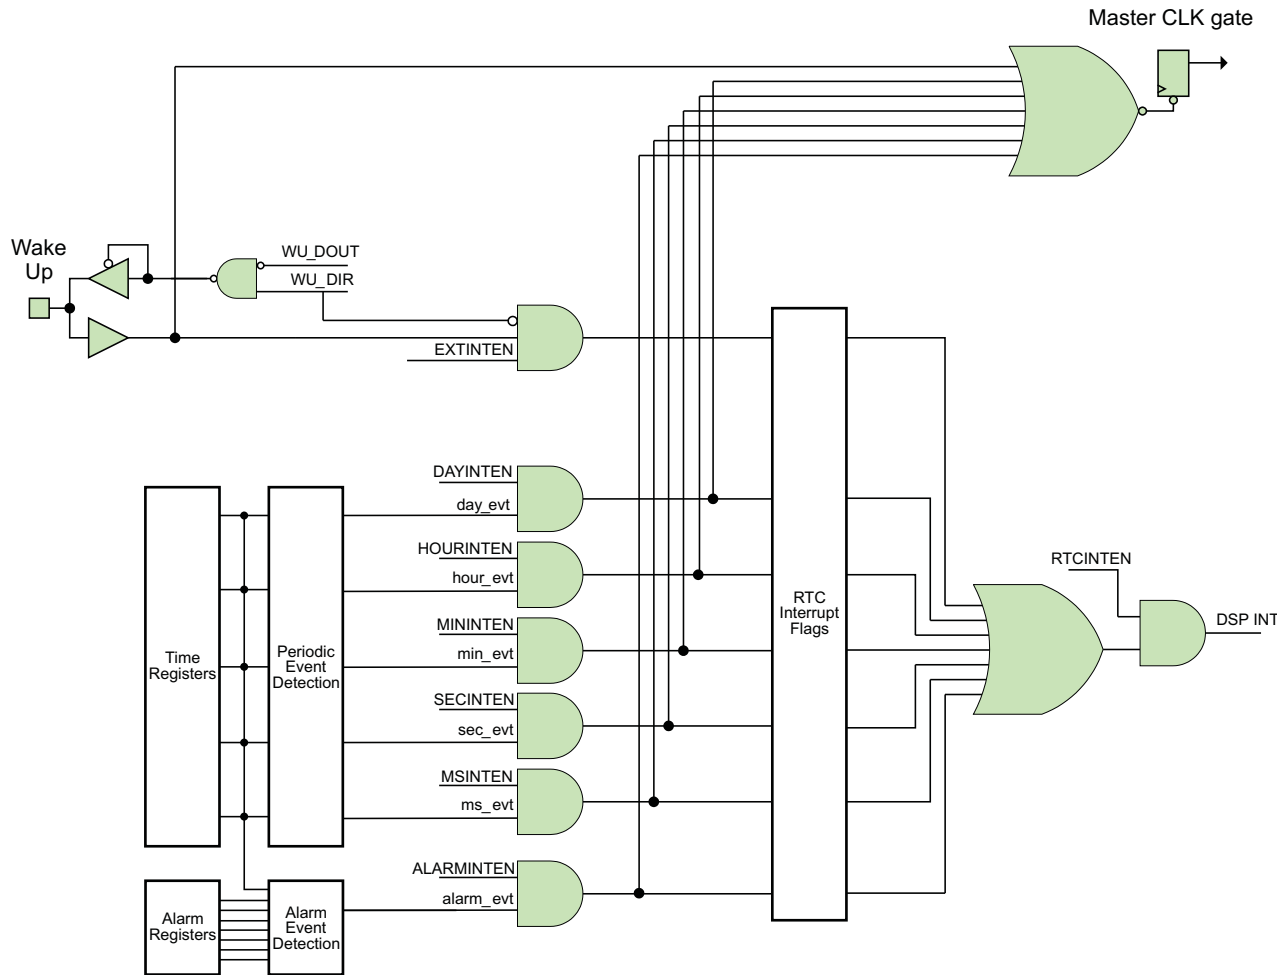 Master CLK gate
Wake
Up
WU_DOUT
WU_DIR
EXTINTEN
DAYINTEN
day_evt
HOURINTEN
hour_evt
MININTEN
min_evt
SECINTEN
sec_evt
MSINTEN
ms_evt
ALARMINTEN
alarm_evt
Time
Registers
Periodic
Event
Detection
Alarm
Registers
Alarm
Event
Detection
RTC
Interrupt
Flags
RTCINTEN
DSP INT